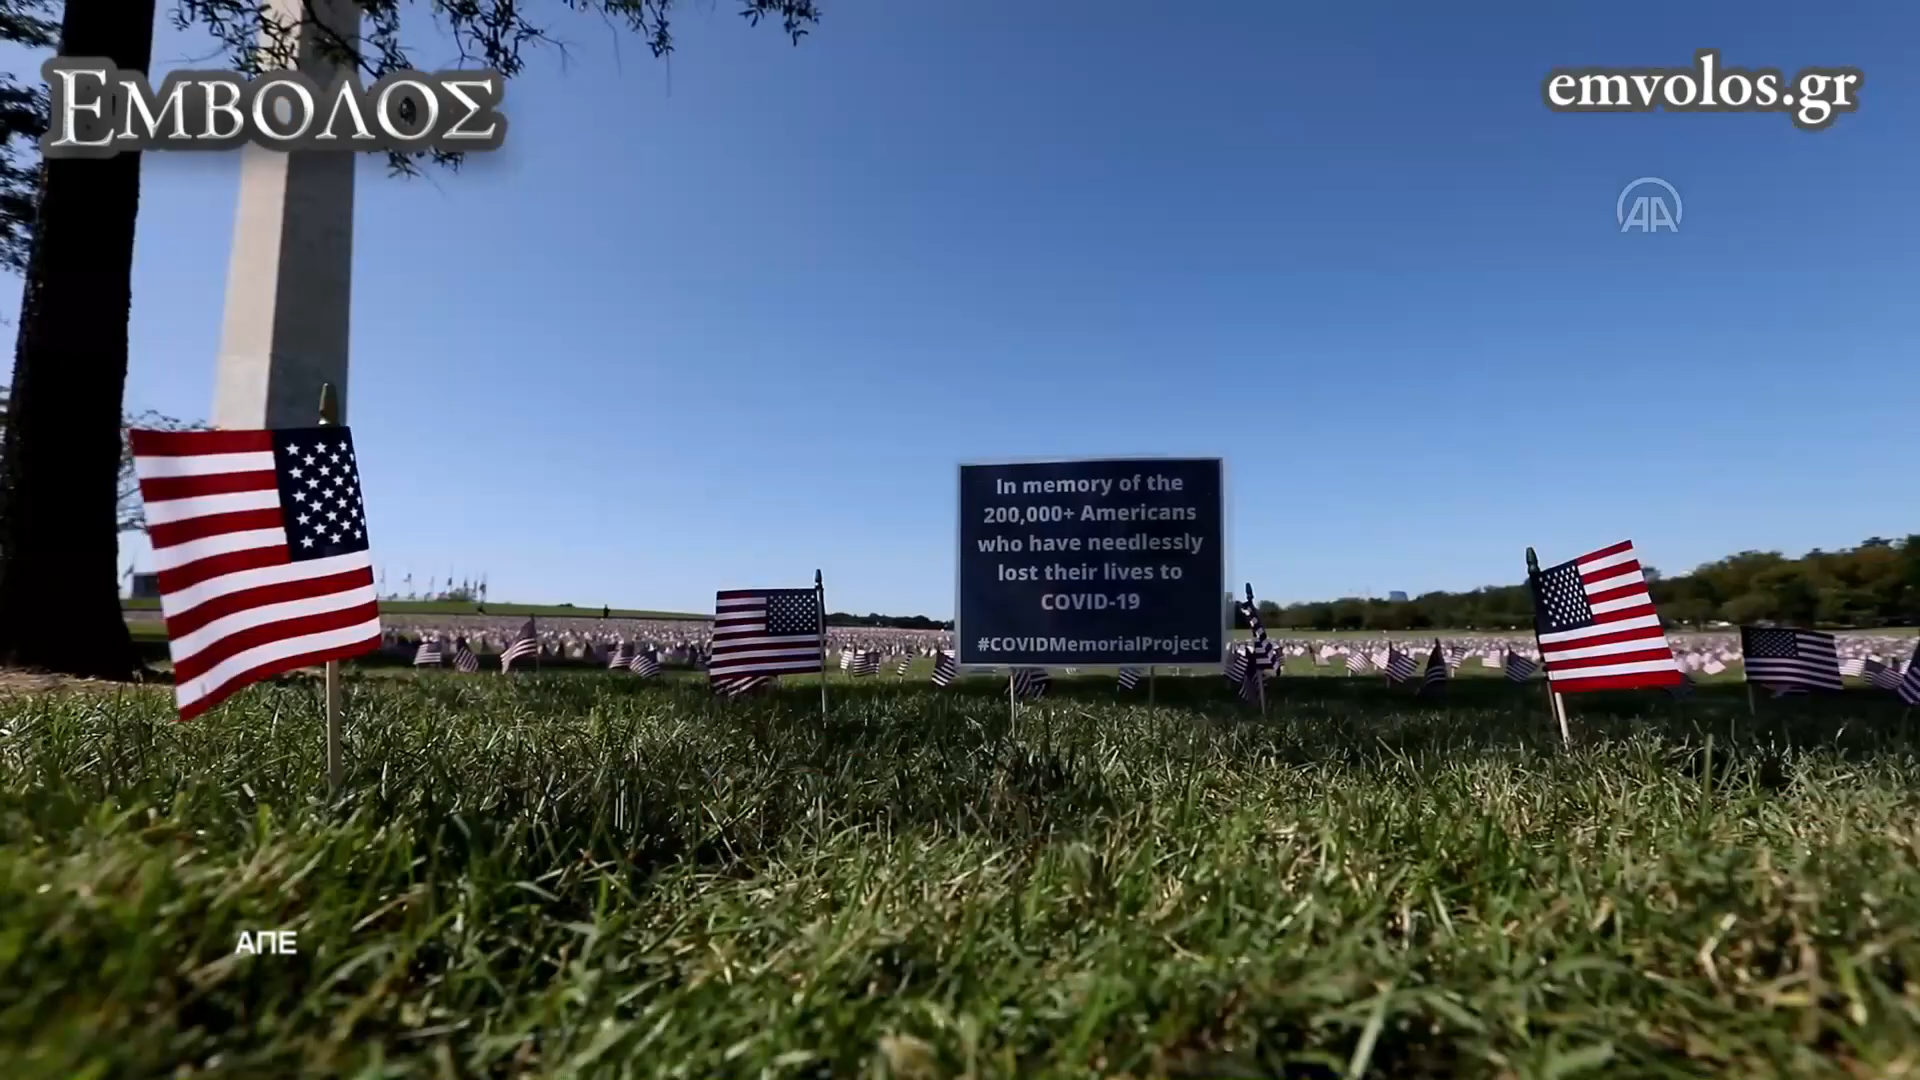 ΕΜΒΟΛΟΣ
emvolos.gr
AA
In memory of the
200,000+ Americans
who have needlessly
lost their lives to
COVID-19
#COVIDMemorialProject
ΑΠΕ